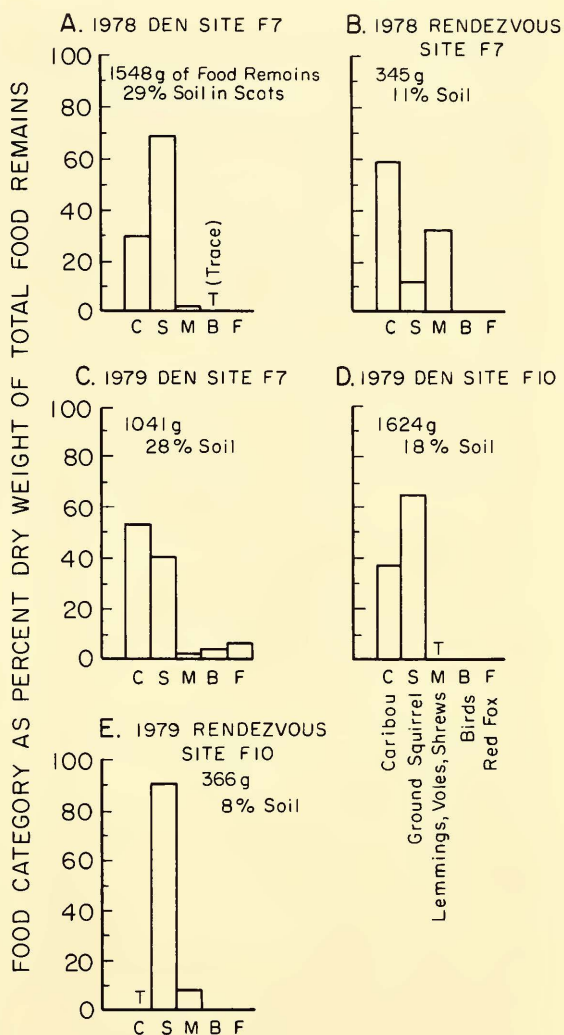 FOOD CATEGORY AS PERCENT DRY WEIGHT OF TOTAL FOOD REMAINS
A. 1978 DEN SITE F7
1548g of Food Remains
29% Soil in Scats
100
80
60
40
20
0
T (Trace)
C S M B F
B. 1978 RENDEZVOUS
SITE F7
345g
11% Soil
C S M B F
C. 1979 DEN SITE F7
1041g
28% Soil
100
80
60
40
20
0
C S M B F
D. 1979 DEN SITE F10
1624g
18% Soil
T
C S M B F
Caribou
Ground Squirrel
Lemmings, Voles, Shrews
Birds
Red Fox
E. 1979 RENDEZVOUS
SITE F10
366g
8% Soil
100
80
60
40
20
0
T
C S M B F